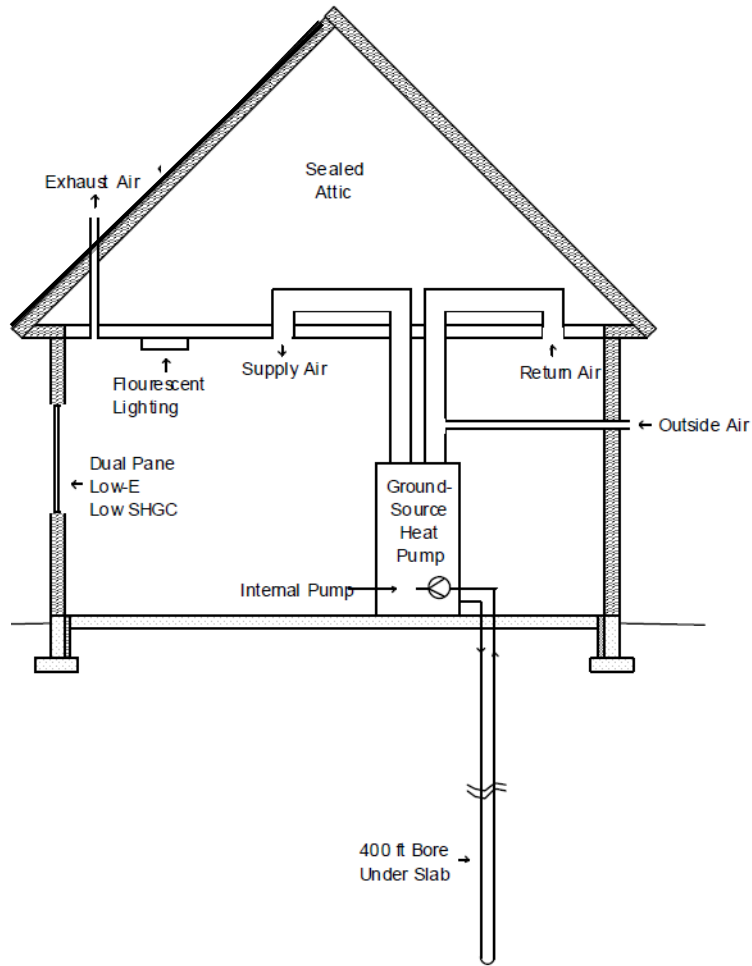 Sealed
Attic
Exhaust Air
Flourescent
Lighting
Supply Air
Return Air
Outside Air
Dual Pane
Low-E
Low SHGC
Ground-
Source
Heat
Pump
Internal Pump
400 ft Bore
Under Slab